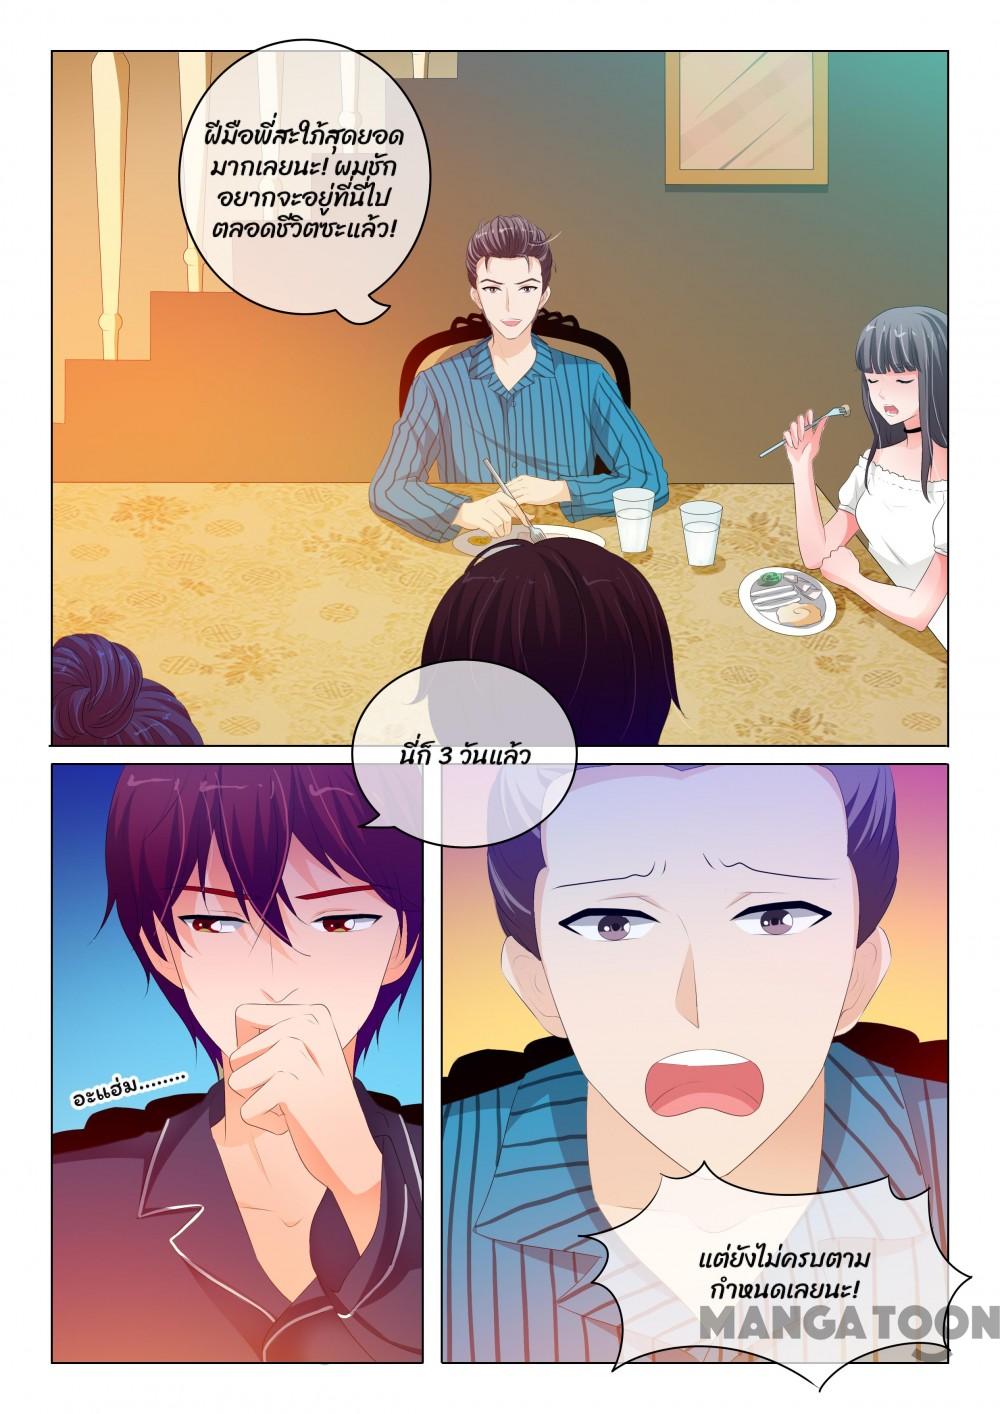 ฝีมือพี่สะใภ้สุดยอด
มากเลยนะ! ผมชัก
อยากจะอยู่ที่นี่ไป
ตลอดชีวิตซะแล้ว!
นี่ก็ 3 วันแล้ว
อะแฮ่ม........
แต่ยังไม่ครบตาม
กำหนดเลยนะ!
MANGATOON